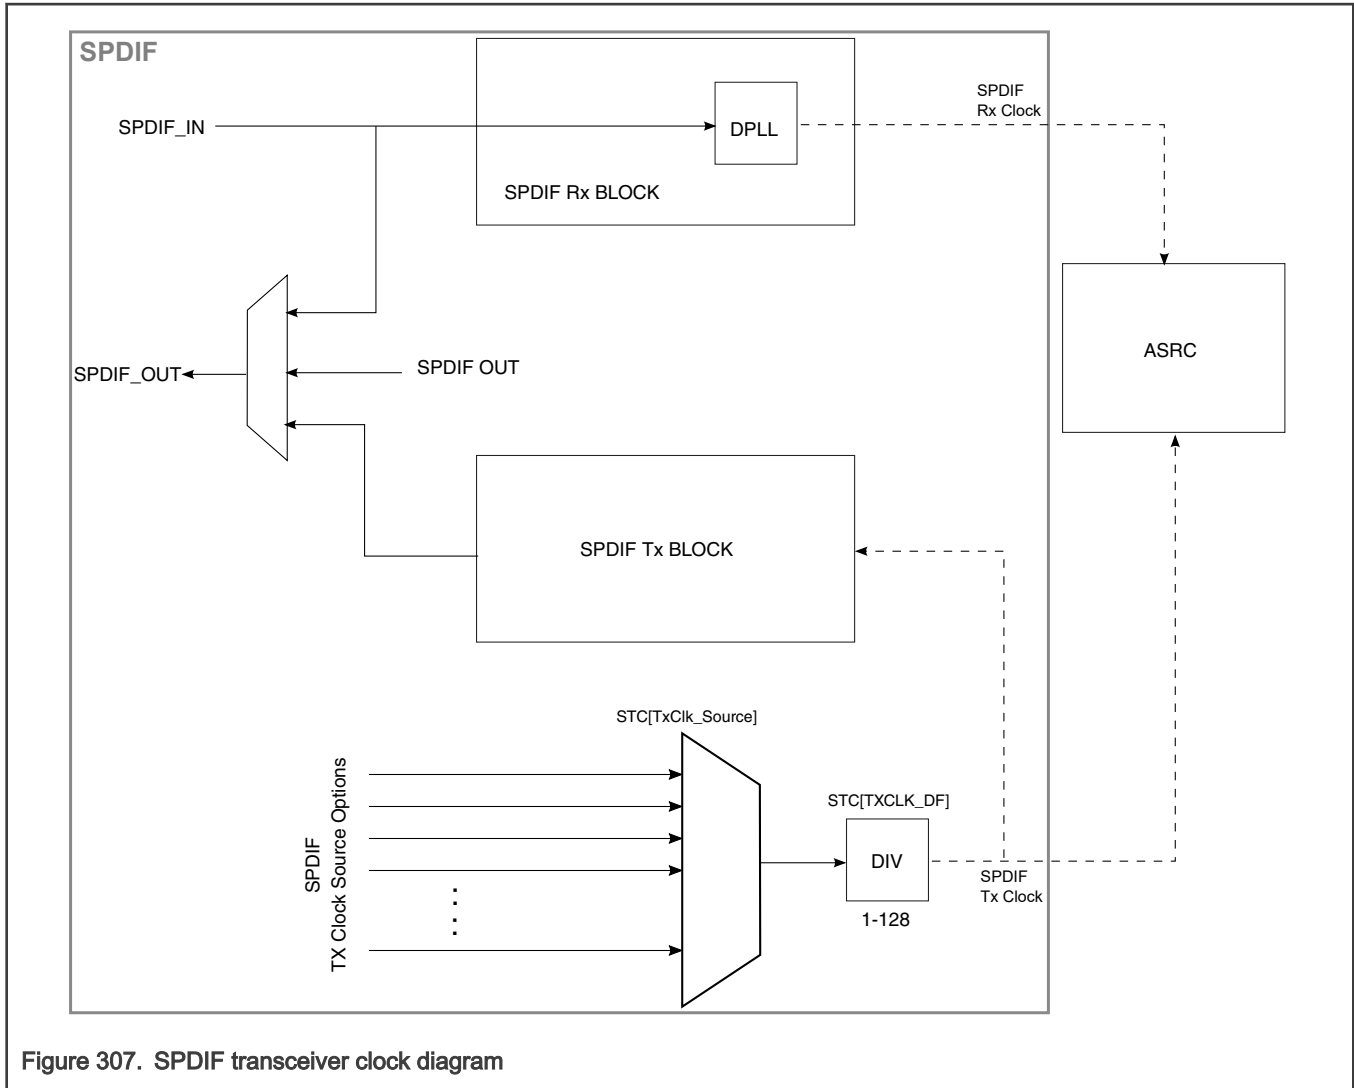 SPDIF
SPDIF_IN
DPLL
SPDIF Rx BLOCK
SPDIF
Rx Clock
ASRC
SPDIF_OUT
SPDIF OUT
SPDIF Tx BLOCK
STC[TxClk_Source]
SPDIF
TX Clock Source Options
STC[TXCLK_DF]
DIV
1-128
SPDIF
Tx Clock
Figure 307. SPDIF transceiver clock diagram